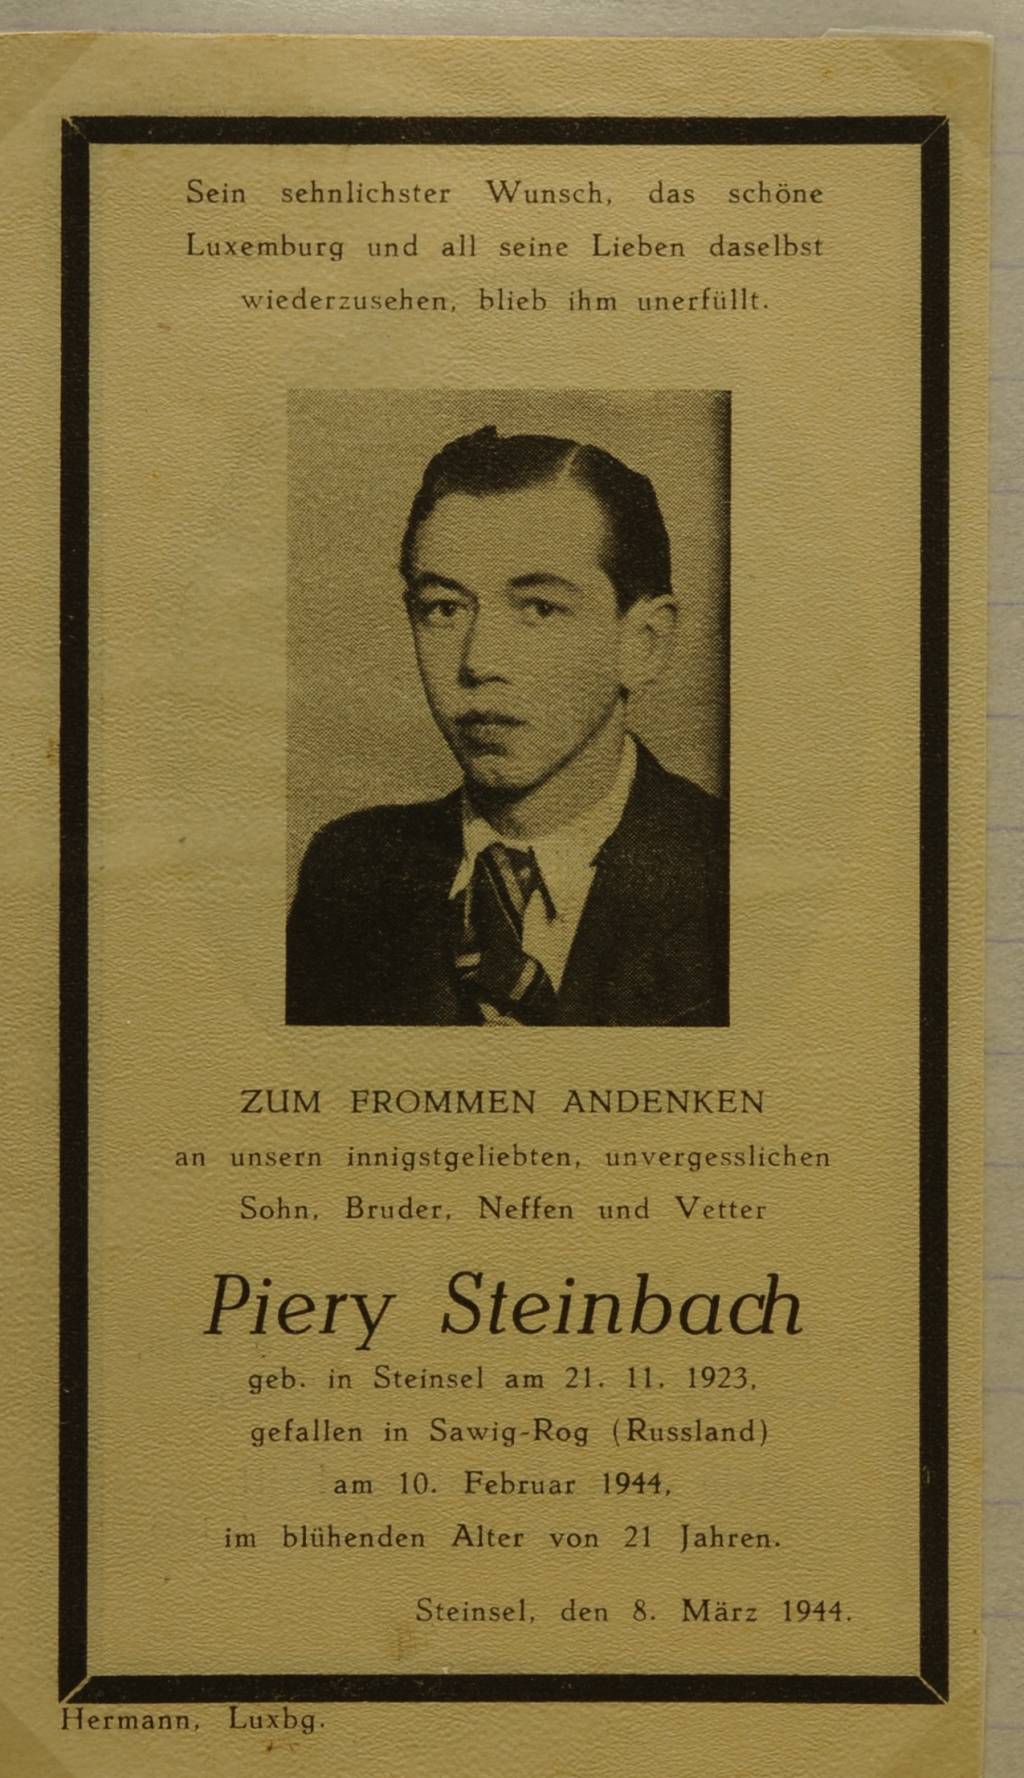 Sein sehnlichster Wunsch, das schöne
Luxemburg und all seine Lieben daselbst
wiederzusehen, blieb ihm unerfüllt.
ZUM FROMMEN ANDENKEN
an unsern innigstgeliebten, unvergesslichen
Sohn, Bruder, Neffen und Vetter
Piery Steinbach
geb. in Steinsel am 21. 11. 1923,
gefallen in Sawig-Rog (Russland)
am 10. Februar 1944,
im blühenden Alter von 21 Jahren.
Steinsel, den 8. März 1944.
Hermann, Luxbg.